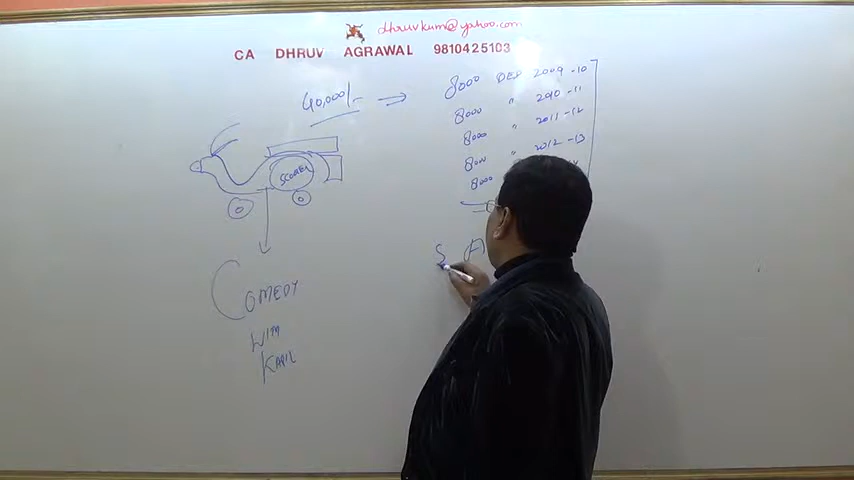 dhruvkum@yahoo.com
CA DHRUV AGRAWAL 9810425103
40,000/- → 8000 DEP 2009-10
8000 " 2010-11
8000 " 2011-12
8000 " 2012-13
8000
SCOOTER
S (F)
COMEDY
WITH
KAPIL